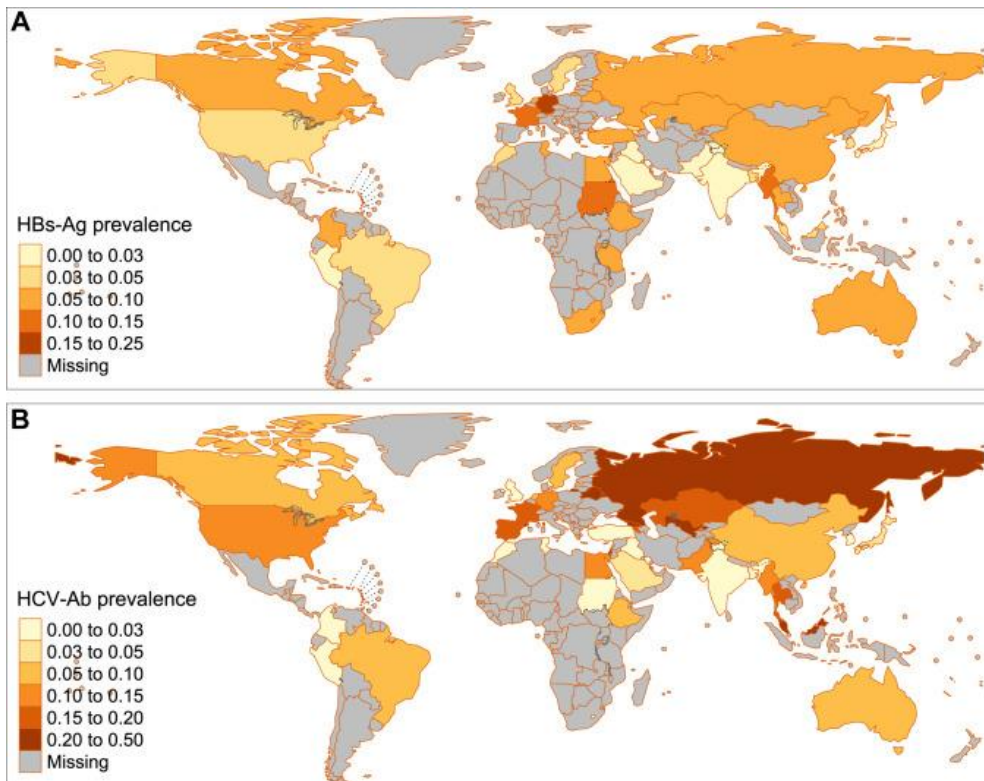 A
HBs-Ag prevalence
0.00 to 0.03
0.03 to 0.05
0.05 to 0.10
0.10 to 0.15
0.15 to 0.25
Missing
B
HCV-Ab prevalence
0.00 to 0.03
0.03 to 0.05
0.05 to 0.10
0.10 to 0.15
0.15 to 0.20
0.20 to 0.50
Missing